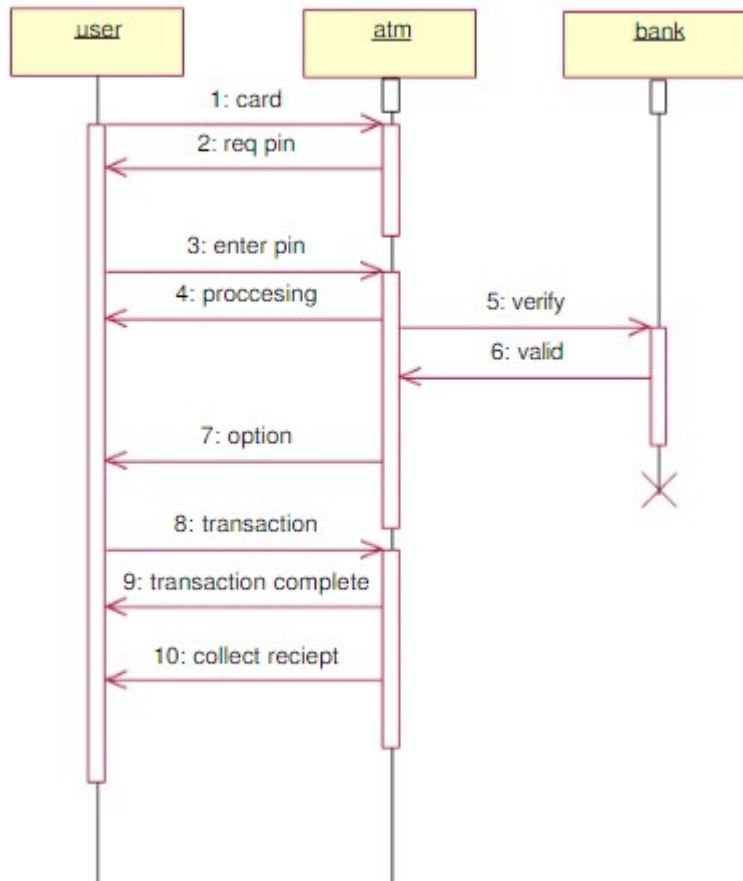 user
atm
bank
1: card
2: req pin
3: enter pin
4: proccesing
5: verify
6: valid
7: option
8: transaction
9: transaction complete
10: collect reciept